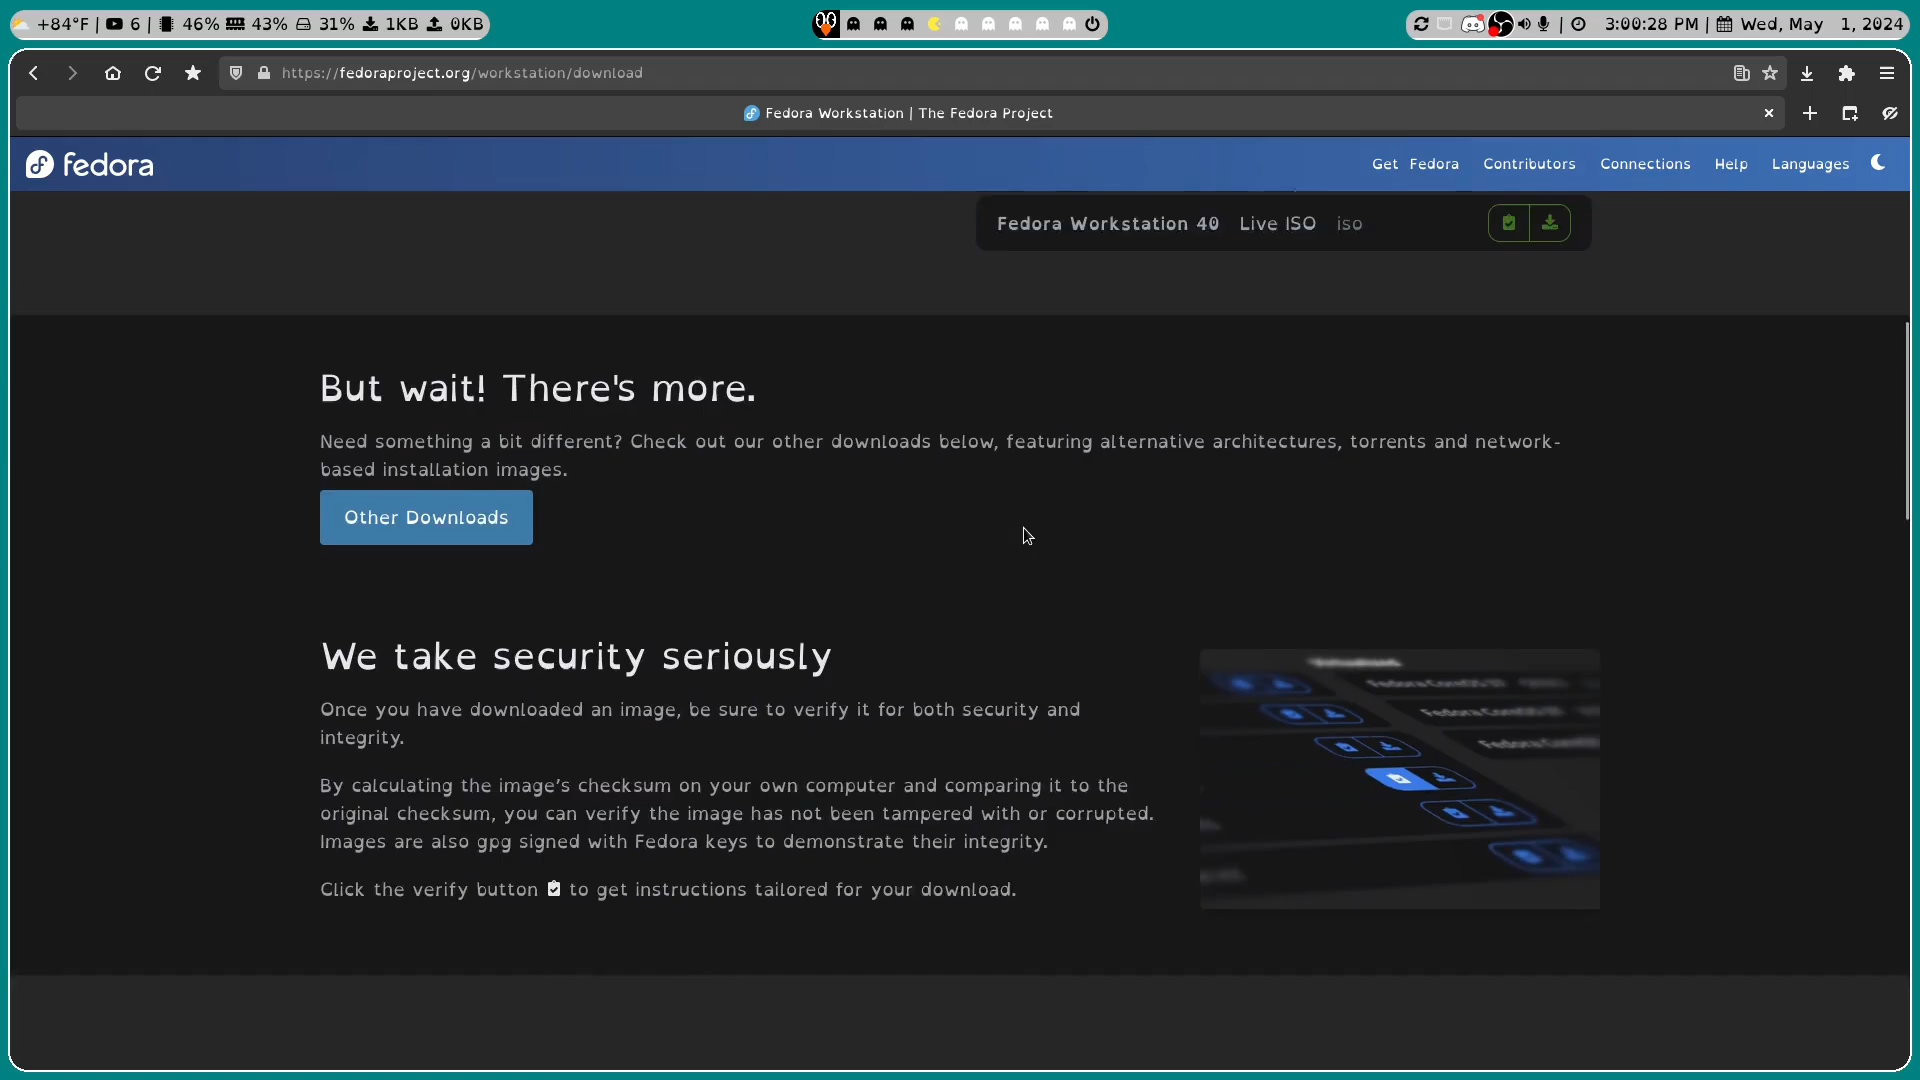 +84°F | 6 | 46% 43% 31% 1KB 0KB
3:00:28 PM | Wed, May 1, 2024
https://fedoraproject.org/workstation/download
Fedora Workstation | The Fedora Project
fedora
Get Fedora Contributors Connections Help Languages
Fedora Workstation 40 Live ISO iso
But wait! There's more.
Need something a bit different? Check out our other downloads below, featuring alternative architectures, torrents and network-
based installation images.
Other Downloads
We take security seriously
Once you have downloaded an image, be sure to verify it for both security and
integrity.
By calculating the image’s checksum on your own computer and comparing it to the
original checksum, you can verify the image has not been tampered with or corrupted.
Images are also gpg signed with Fedora keys to demonstrate their integrity.
Click the verify button to get instructions tailored for your download.